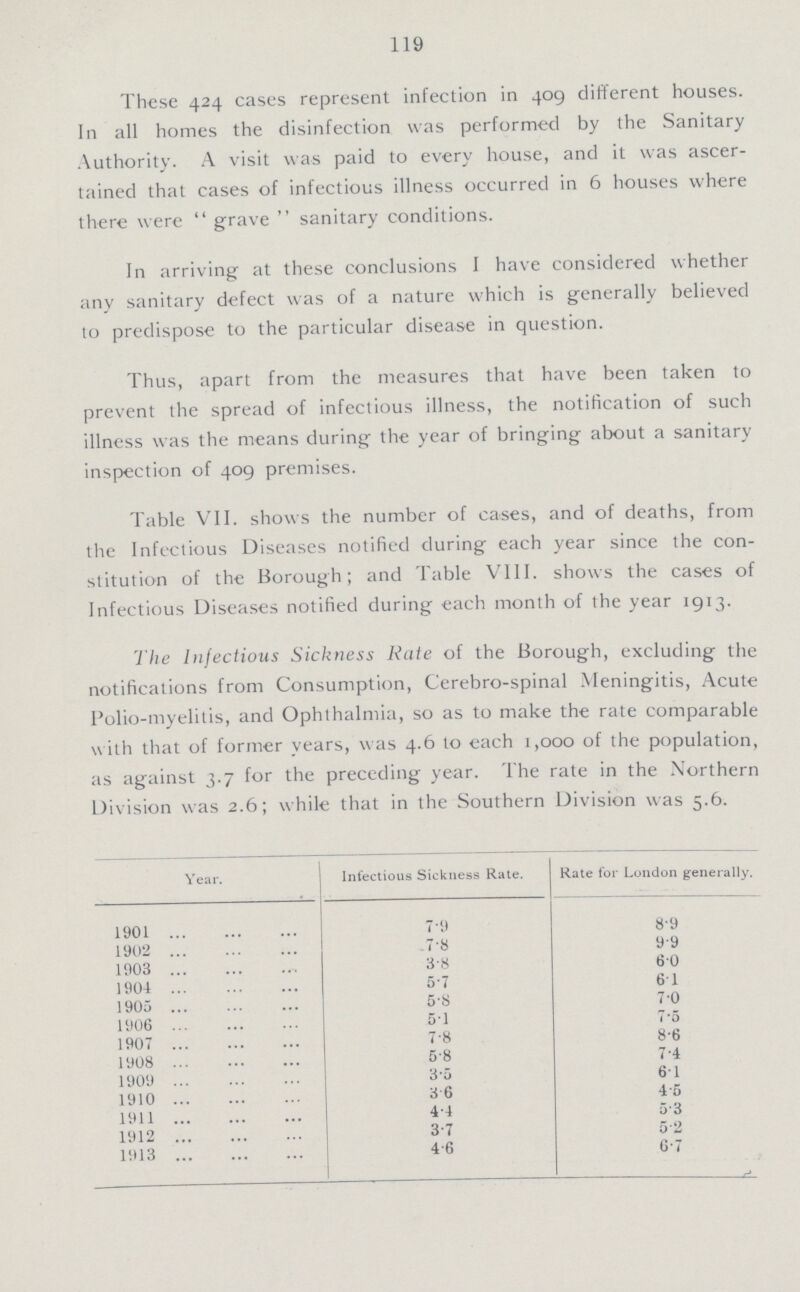 119
These 424 cases represent infection in 409 different houses.
In all homes the disinfection was performed by the Sanitary
Authority. A visit was paid to every house, and it was ascer-
tained that cases of infectious illness occurred in 6 houses where
there were “ grave ” sanitary conditions.
In arriving at these conclusions I have considered whether
any sanitary defect was of a nature which is generally believed
to predispose to the particular disease in question.
Thus, apart from the measures that have been taken to
prevent the spread of infectious illness, the notification of such
illness was the means during the year of bringing about a sanitary
inspection of 409 premises.
Table VII. shows the number of cases, and of deaths, from
the Infectious Diseases notified during each year since the con-
stitution of the Borough; and Table VIII. shows the cases of
Infectious Diseases notified during each month of the year 1913.
The Infectious Sickness Rate of the Borough, excluding the
notifications from Consumption, Cerebro-spinal Meningitis, Acute
Polio-myelitis, and Ophthalmia, so as to make the rate comparable
with that of former years, was 4.6 to each 1,000 of the population,
as against 3.7 for the preceding year. The rate in the Northern
Division was 2.6; while that in the Southern Division was 5.6.
Year. Infectious Sickness Rate. Rate for London generally.
1901 ... ... ... 7·9 8·9
1902 ... ... ... 7·8 9·9
1903 ... ... ... 3·8 6·0
1904 ... ... ... 5·7 6·1
1905 ... ... ... 5·8 7·0
1906 ... ... ... 5·1 7·5
1907 ... ... ... 7·8 8·6
1908 ... ... ... 5·8 7·4
1909 ... ... ... 3·5 6·1
1910 ... ... ... 3·6 4·5
1911 ... ... ... 4·4 5·3
1912 ... ... ... 3·7 5·2
1913 ... ... ... 4·6 6·7